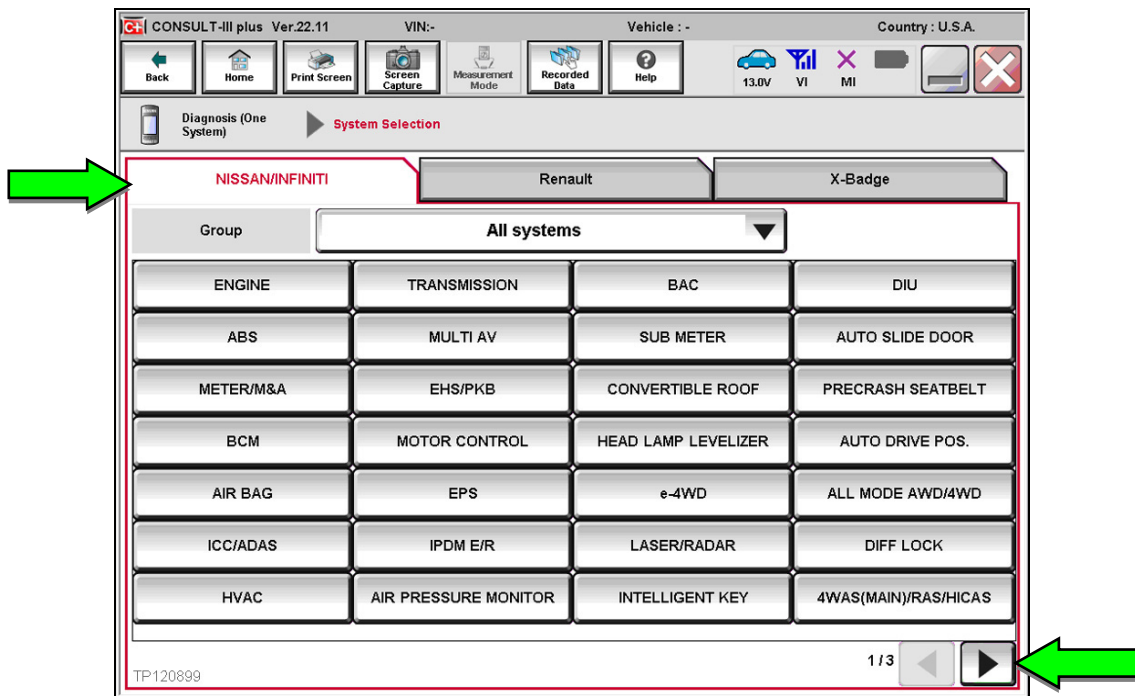 C+ CONSULT-III plus Ver.22.11 VIN:- Vehicle : - Country : U.S.A.
Back Home Print Screen Screen Capture Measurement Mode Recorded Data Help 13.0V VI MI
Diagnosis (One System) System Selection
NISSAN/INFINITI Renault X-Badge
Group All systems
ENGINE TRANSMISSION BAC DIU
ABS MULTI AV SUB METER AUTO SLIDE DOOR
METER/M&A EHS/PKB CONVERTIBLE ROOF PRECRASH SEATBELT
BCM MOTOR CONTROL HEAD LAMP LEVELIZER AUTO DRIVE POS.
AIR BAG EPS e-4WD ALL MODE AWD/4WD
ICC/ADAS IPDM E/R LASER/RADAR DIFF LOCK
HVAC AIR PRESSURE MONITOR INTELLIGENT KEY 4WAS(MAIN)/RAS/HICAS
1/3
TP120899